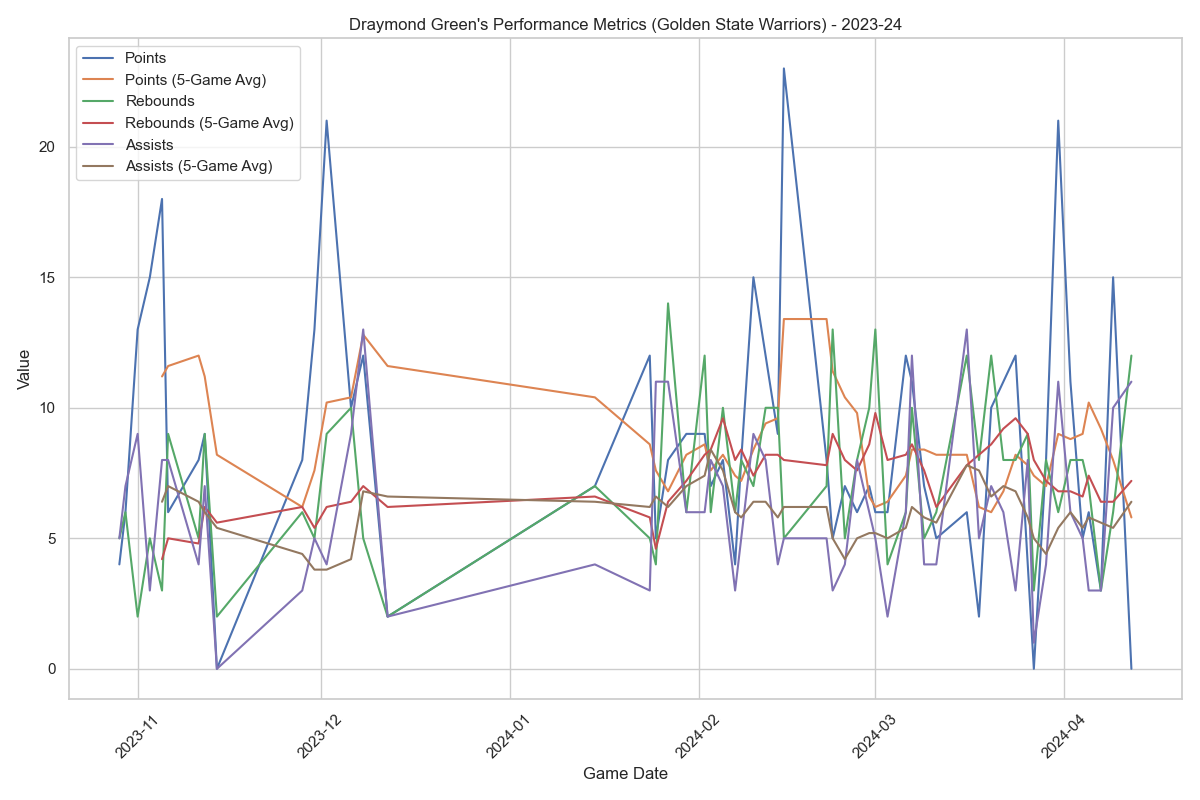 Draymond Green's Performance Metrics (Golden State Warriors) - 2023-24
Points
Points (5-Game Avg)
Rebounds
Rebounds (5-Game Avg)
Assists
Assists (5-Game Avg)
Value
20
15
10
5
0
2023-11
2023-12
2024-01
2024-02
2024-03
2024-04
Game Date